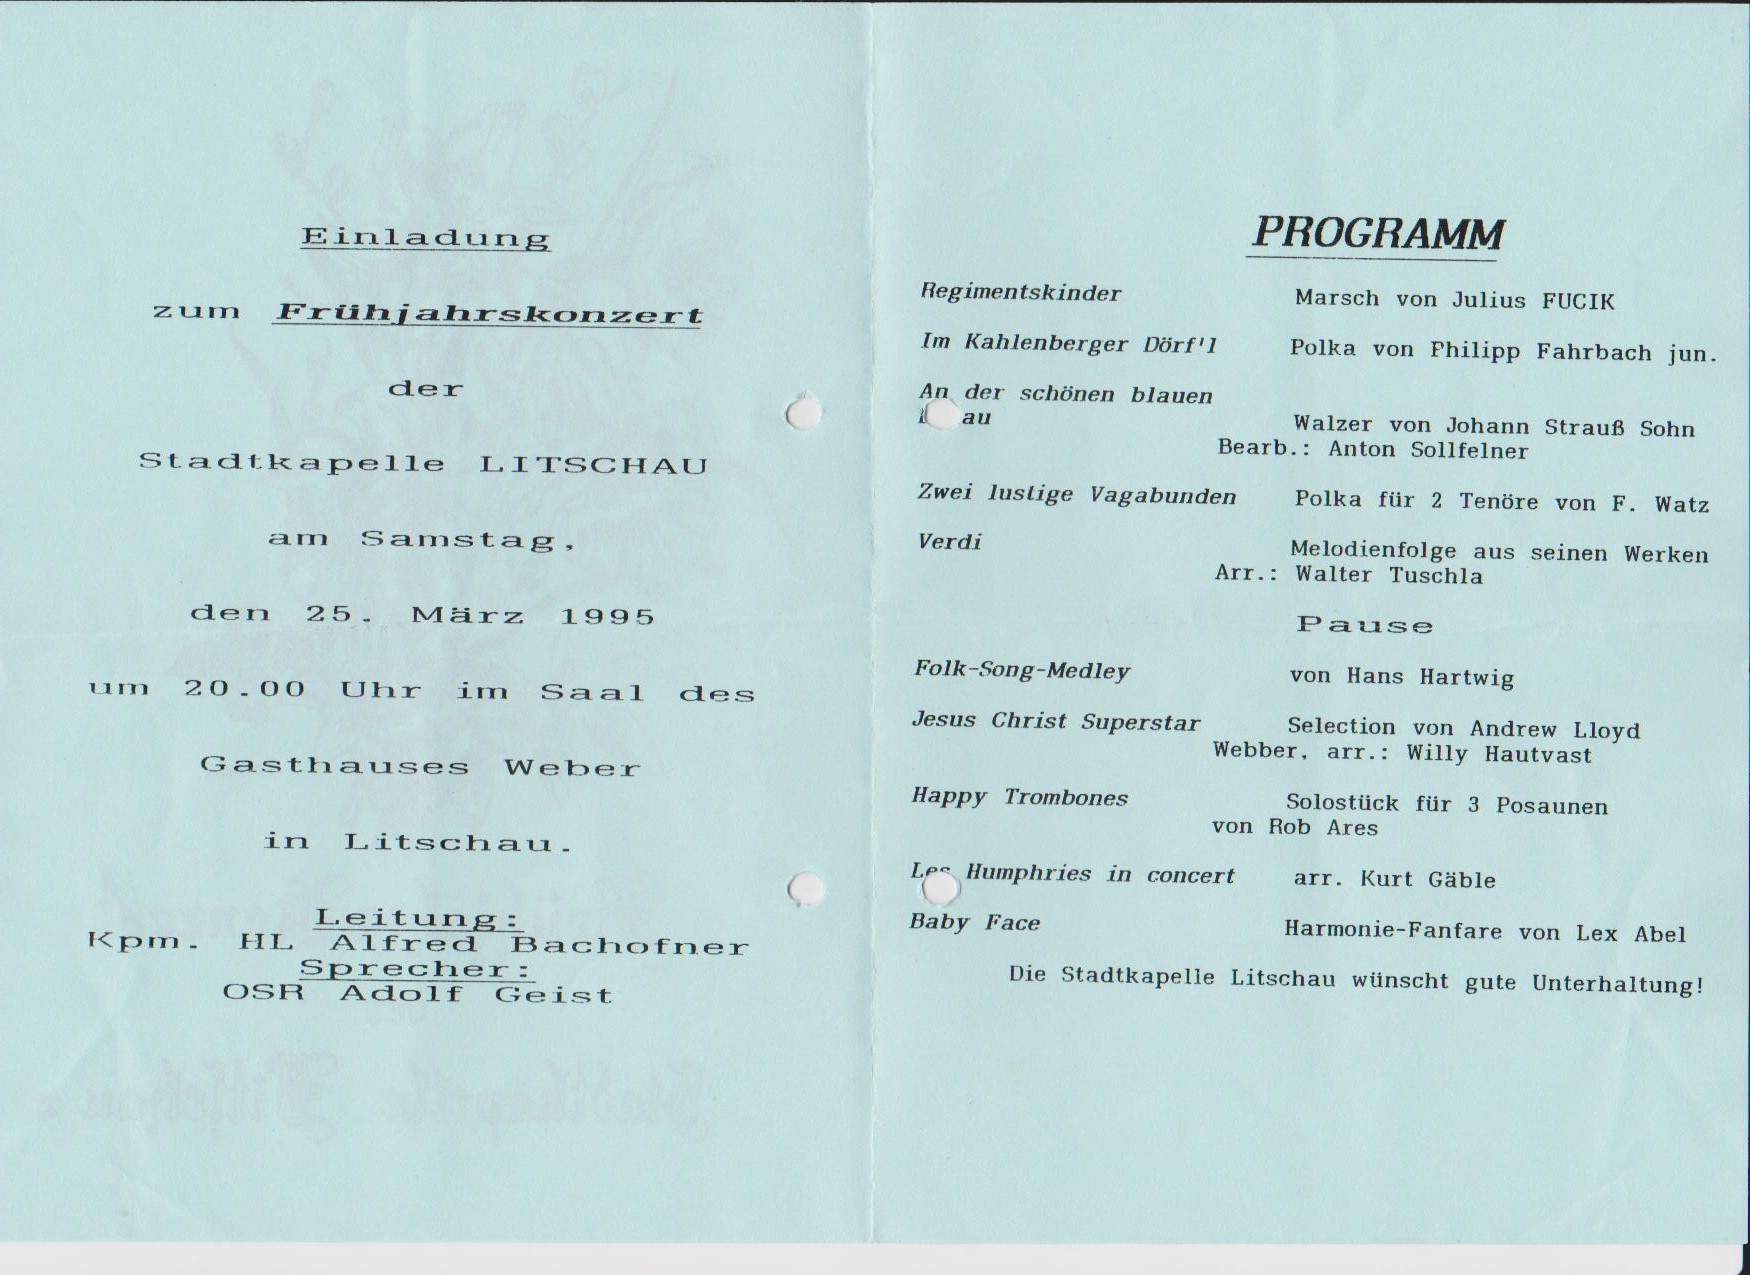 Einladung
zum Frühjahrskonzert
der
Stadtkapelle LITSCHAU
am Samstag,
den 25. März 1995
um 20.00 Uhr im Saal des
Gasthauses Weber
in Litschau.
Leitung:
Kpm. HL Alfred Bachofner
Sprecher:
OSR Adolf Geist
PROGRAMM
Regimentskinder Marsch von Julius FUCIK
Im Kahlenberger Dörf'l Polka von Philipp Fahrbach jun.
An der schönen blauen
au Walzer von Johann Strauß Sohn
Bearb.: Anton Sollfelner
Zwei lustige Vagabunden Polka für 2 Tenöre von F. Watz
Verdi Melodienfolge aus seinen Werken
Arr.: Walter Tuschla
Pause
Folk-Song-Medley von Hans Hartwig
Jesus Christ Superstar Selection von Andrew Lloyd
Webber, arr.: Willy Hautvast
Happy Trombones Solostück für 3 Posaunen
von Rob Ares
Les Humphries in concert arr. Kurt Gäble
Baby Face Harmonie-Fanfare von Lex Abel
Die Stadtkapelle Litschau wünscht gute Unterhaltung!